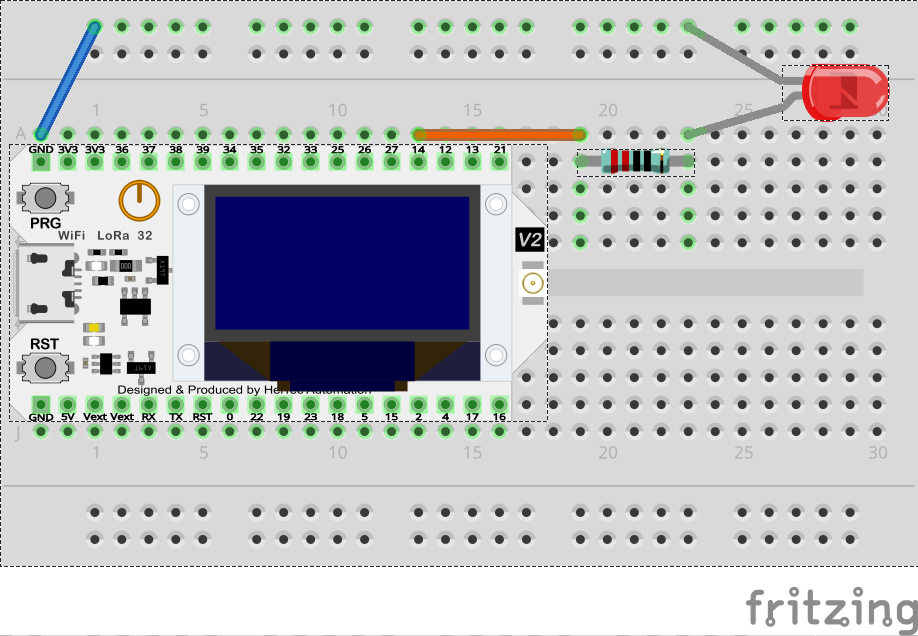 1 5 10 15 20 25
A
GND 3V3 3V3 36 37 38 39 34 35 32 33 25 26 27 14 12 13 21
PRG
WiFi LoRa 32
V2
RST
Designed & Produced by
GND 5V Vext Vext RX TX RST 0 22 19 23 18 5 15 2 4 17 16
J
1 5 10 15 20 25 30
fritzing